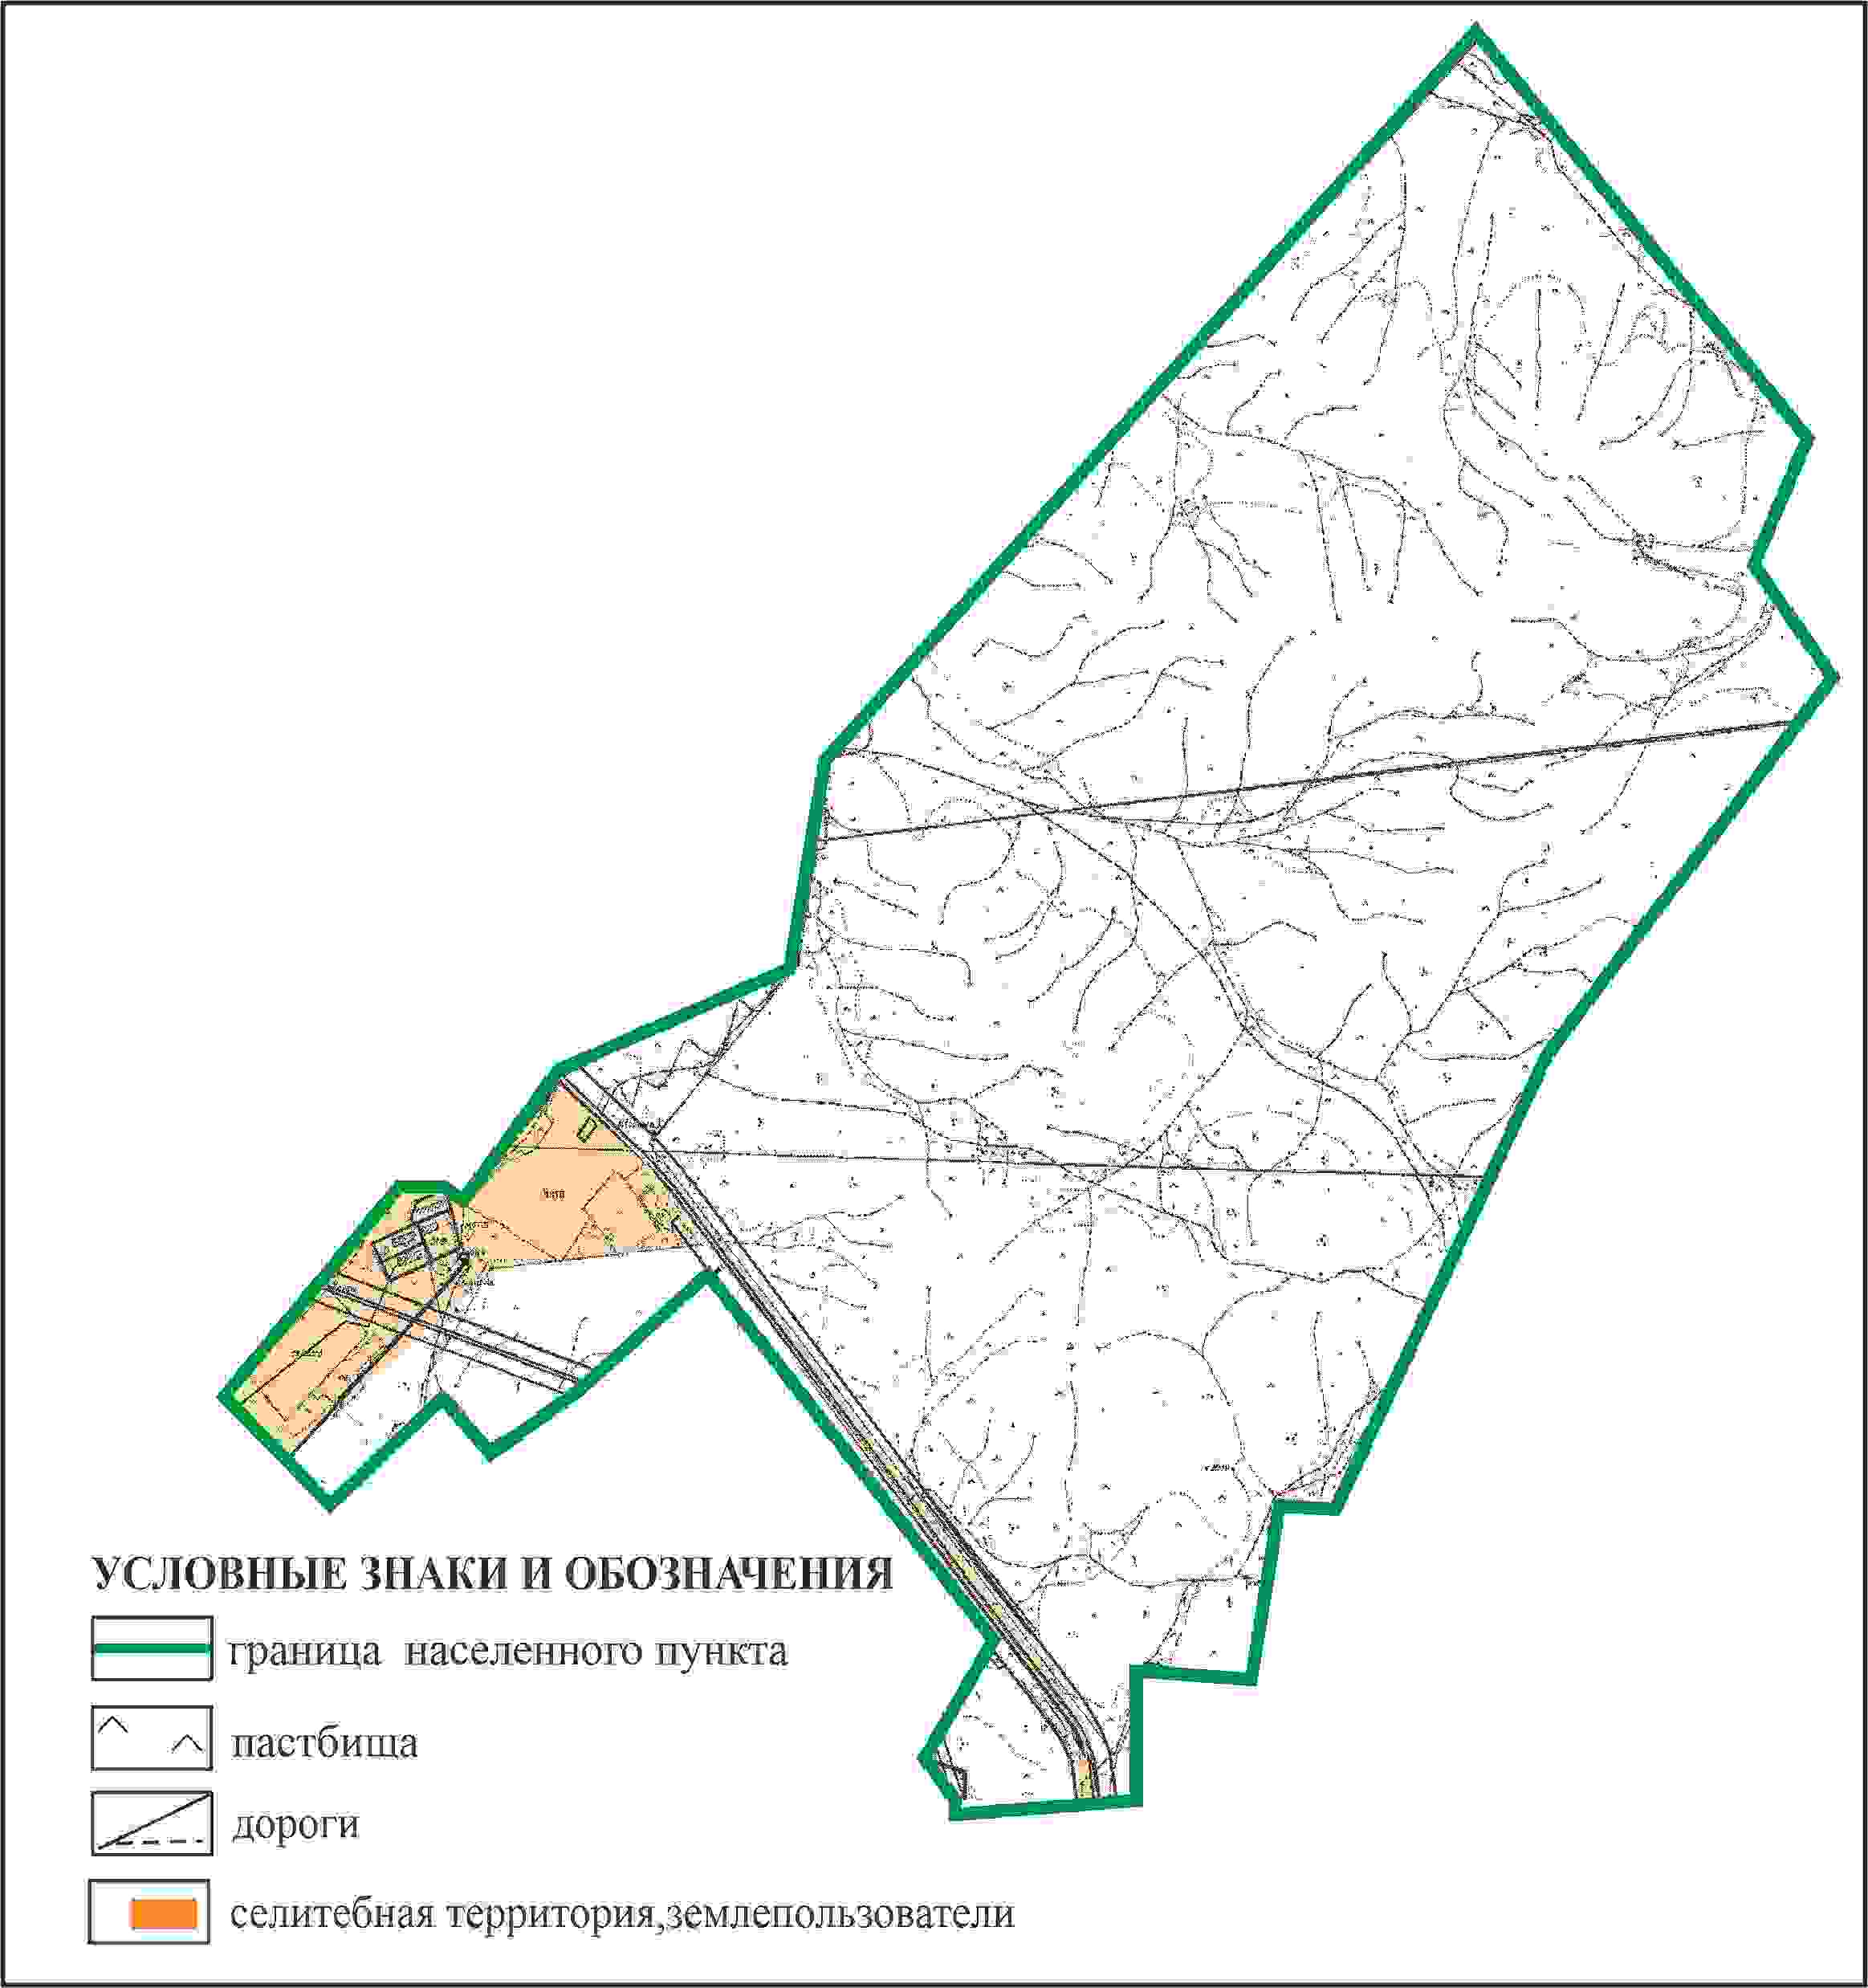 УСЛОВНЫЕ ЗНАКИ И ОБОЗНАЧЕНИЯ
граница населенного пункта
пастбища
дороги
селитебная территория,землепользователи